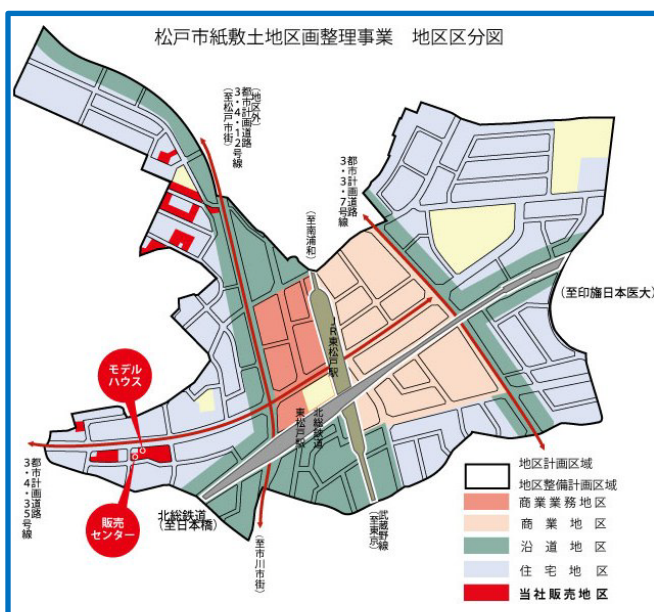 松戸市紙敷土地区画整理事業　地区区分図
(地区外)
都市計画道路
3・4・12号線
(至松戸市街)
都市計画道路
3・3・7号線
(至南浦和)
JR東松戸駅
(至印旛日本医大)
モデル
ハウス
北総鉄道
東松戸駅
都市計画道路
3・4・35号線
販売
センター
北総鉄道
(至日本橋)
(至市川市街)
武蔵野線
(至東京)
地区計画区域
地区整備計画区域
商業業務地区
商業地区
沿道地区
住宅地区
当社販売地区